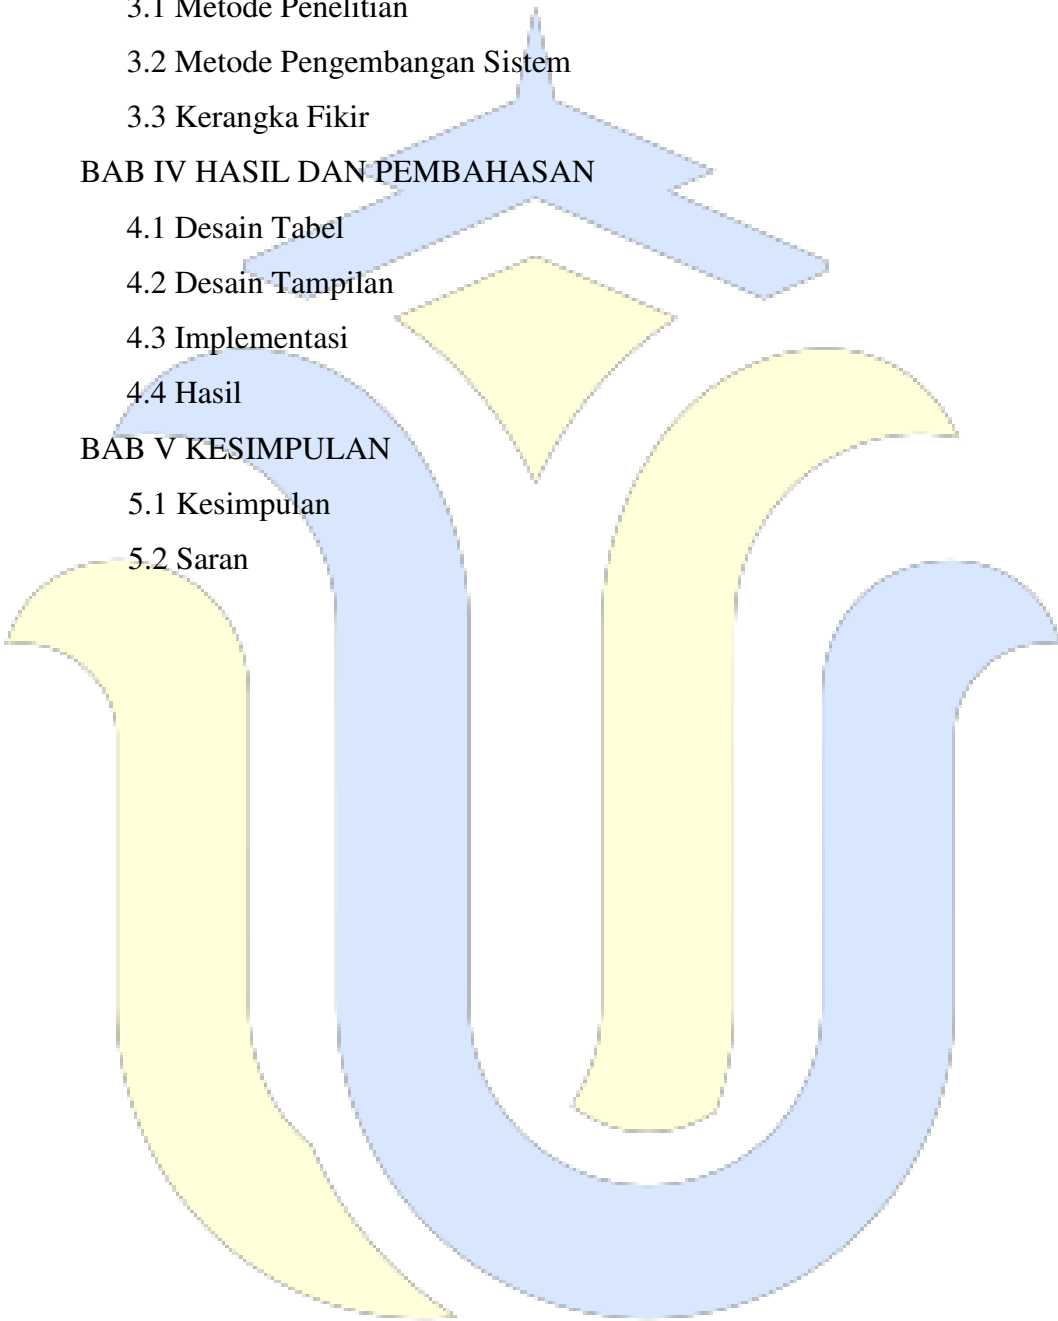 3.1 Metode Penelitian
3.2 Metode Pengembangan Sistem
3.3 Kerangka Fikir
BAB IV HASIL DAN PEMBAHASAN
4.1 Desain Tabel
4.2 Desain Tampilan
4.3 Implementasi
4.4 Hasil
BAB V KESIMPULAN
5.1 Kesimpulan
5.2 Saran